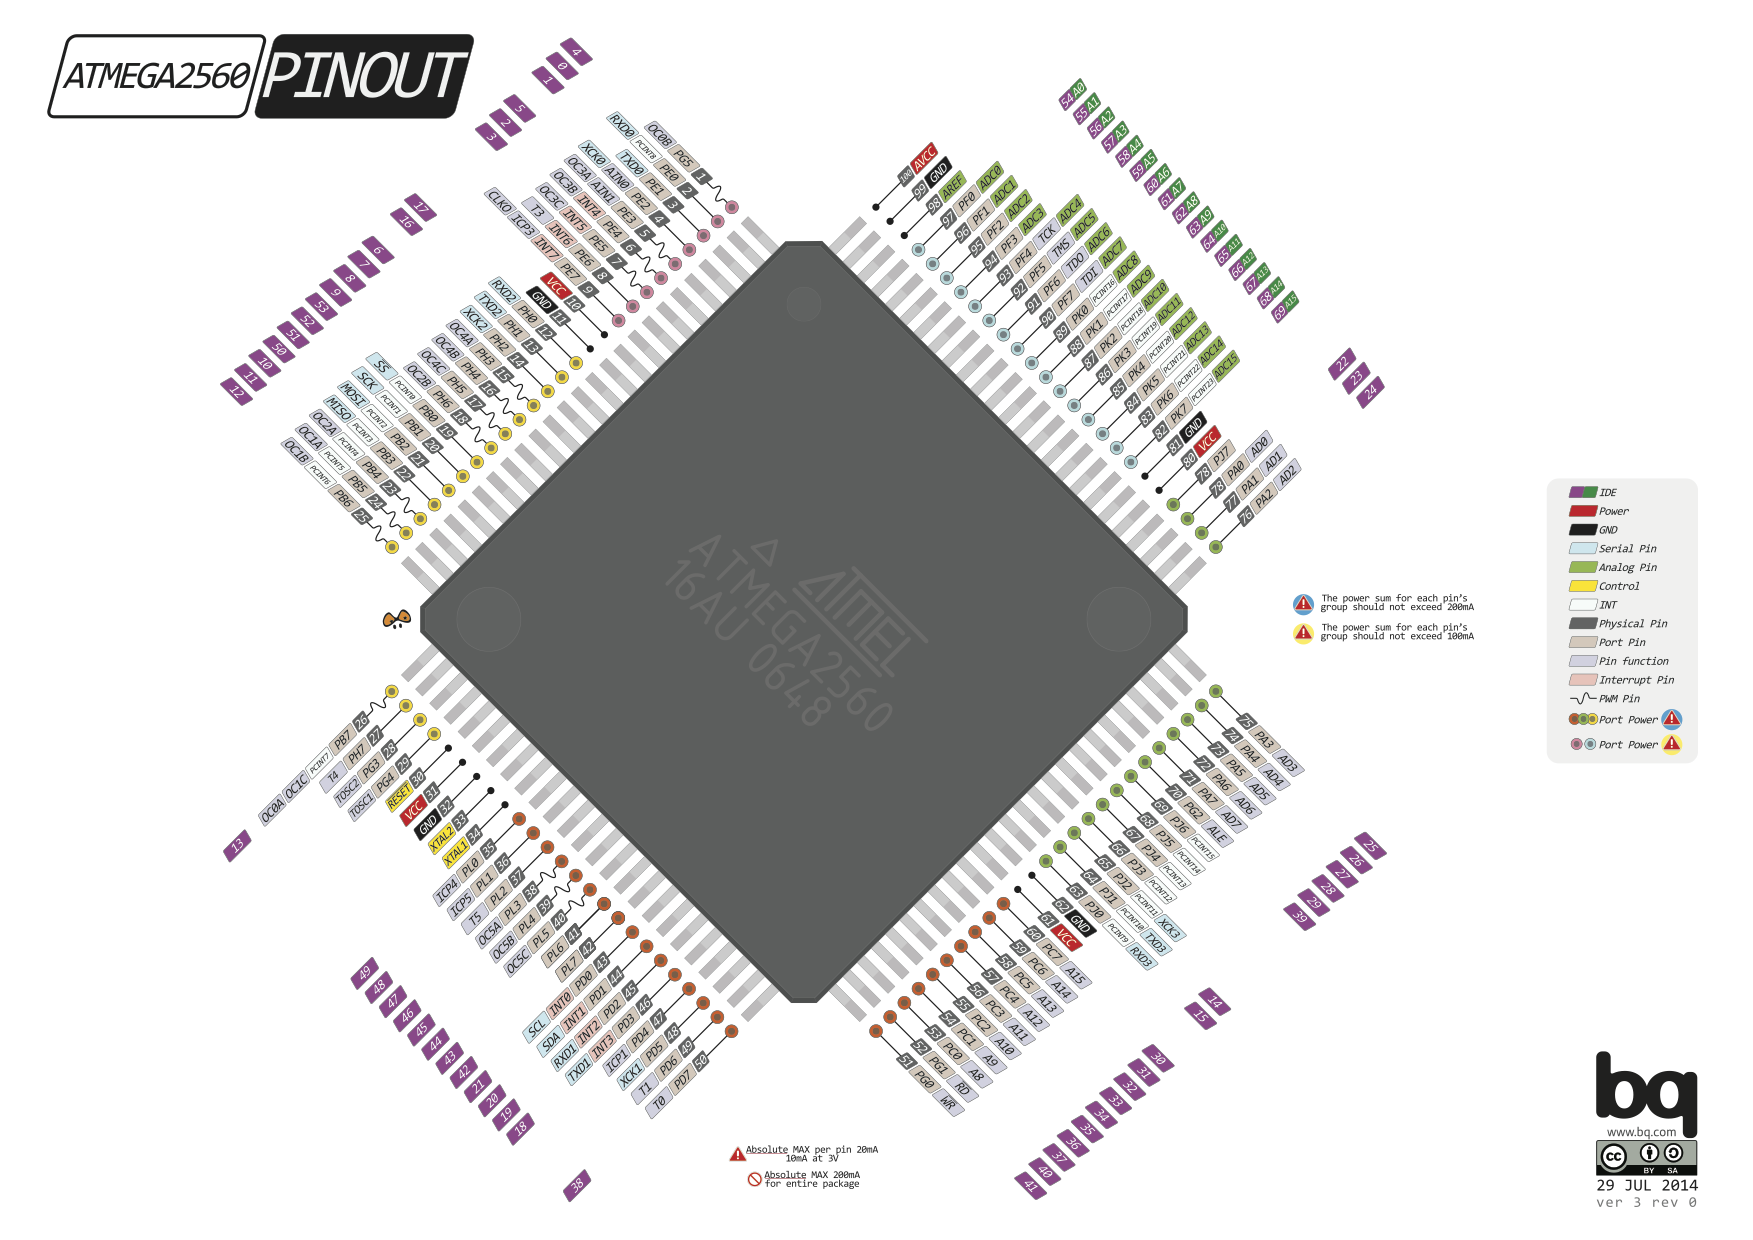 ATMEGA2560 PINOUT
4
0
1
5
2
3
17
16
6
7
8
9
53
52
51
50
10
11
12
OC0B PG5 1
RXD0 PCINT8 PE0 2
TXD0 PE1 3
XCK0 AIN0 PE2 4
OC3A AIN1 PE3 5
OC3B INT4 PE4 6
OC3C INT5 PE5 7
T3 INT6 PE6 8
CLKO ICP3 INT7 PE7 9
VCC 10
GND 11
RXD2 PH0 12
TXD2 PH1 13
XCK2 PH2 14
OC4A PH3 15
OC4B PH4 16
OC4C PH5 17
OC2B PH6 18
SS PCINT0 PB0 19
SCK PCINT1 PB1 20
MOSI PCINT2 PB2 21
MISO PCINT3 PB3 22
OC2A PCINT4 PB4 23
OC1A PCINT5 PB5 24
OC1B PCINT6 PB6 25
54 A0
55 A1
56 A2
57 A3
58 A4
59 A5
60 A6
61 A7
62 A8
63 A9
64 A10
65 A11
66 A12
67 A13
68 A14
69 A15
22
23
24
100 AVCC
99 GND
98 AREF
97 PF0 ADC0
96 PF1 ADC1
95 PF2 ADC2
94 PF3 ADC3
93 PF4 TCK ADC4
92 PF5 TMS ADC5
91 PF6 TDO ADC6
90 PF7 TDI ADC7
89 PK0 PCINT16 ADC8
88 PK1 PCINT17 ADC9
87 PK2 PCINT18 ADC10
86 PK3 PCINT19 ADC11
85 PK4 PCINT20 ADC12
84 PK5 PCINT21 ADC13
83 PK6 PCINT22 ADC14
82 PK7 PCINT23 ADC15
81 GND
80 VCC
78 PJ7
78 PA0 AD0
77 PA1 AD1
76 PA2 AD2
ATMEL
ATMEGA2560
16AU 0648
The power sum for each pin's
group should not exceed 200mA
The power sum for each pin's
group should not exceed 100mA
IDE
Power
GND
Serial Pin
Analog Pin
Control
INT
Physical Pin
Port Pin
Pin function
Interrupt Pin
PWM Pin
Port Power
Port Power
OC0A OC1C PCINT7 PB7 26
T4 PH7 27
TOSC2 PG3 28
TOSC1 PG4 29
RESET 30
VCC 31
GND 32
XTAL2 33
XTAL1 34
ICP4 PL0 35
ICP5 PL1 36
T5 PL2 37
OC5A PL3 38
OC5B PL4 39
OC5C PL5 40
PL6 41
PL7 42
SCL INT0 PD0 43
SDA INT1 PD1 44
RXD1 INT2 PD2 45
TXD1 INT3 PD3 46
ICP1 PD4 47
XCK1 PD5 48
T1 PD6 49
T0 PD7 50
13
49
48
47
46
45
44
43
42
21
20
19
18
38
75 PA3 AD3
74 PA4 AD4
73 PA5 AD5
72 PA6 AD6
71 PA7 AD7
70 PG2 ALE
69 PJ6 PCINT15
68 PJ5 PCINT14
67 PJ4 PCINT13
66 PJ3 PCINT12
65 PJ2 PCINT11 XCK3
64 PJ1 PCINT10 TXD3
63 PJ0 PCINT9 RXD3
62 GND
61 VCC
60 PC7 A15
59 PC6 A14
58 PC5 A13
57 PC4 A12
56 PC3 A11
55 PC2 A10
54 PC1 A9
53 PC0 A8
52 PG1 RD
51 PG0 WR
25
26
27
28
29
39
14
15
30
31
32
33
34
35
36
37
40
41
Absolute MAX per pin 20mA
10mA at 3V
Absolute MAX 200mA
for entire package
bq
www.bq.com
cc BY SA
29 JUL 2014
ver 3 rev 0